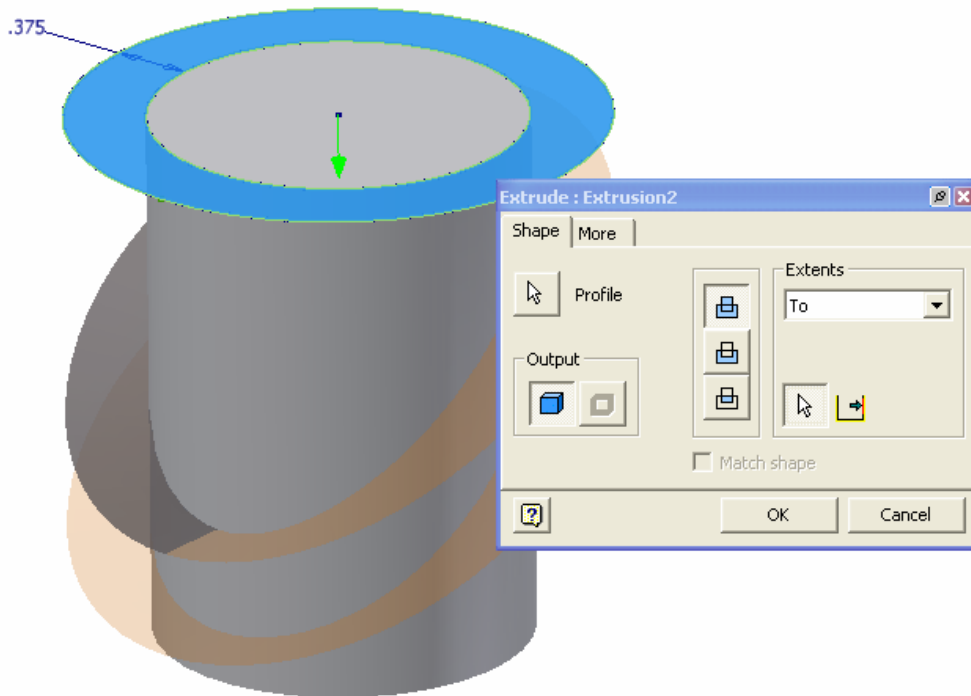 .375
Extrude : Extrusion2
Shape More
Profile
Output
Extents
To
Match shape
?
OK Cancel